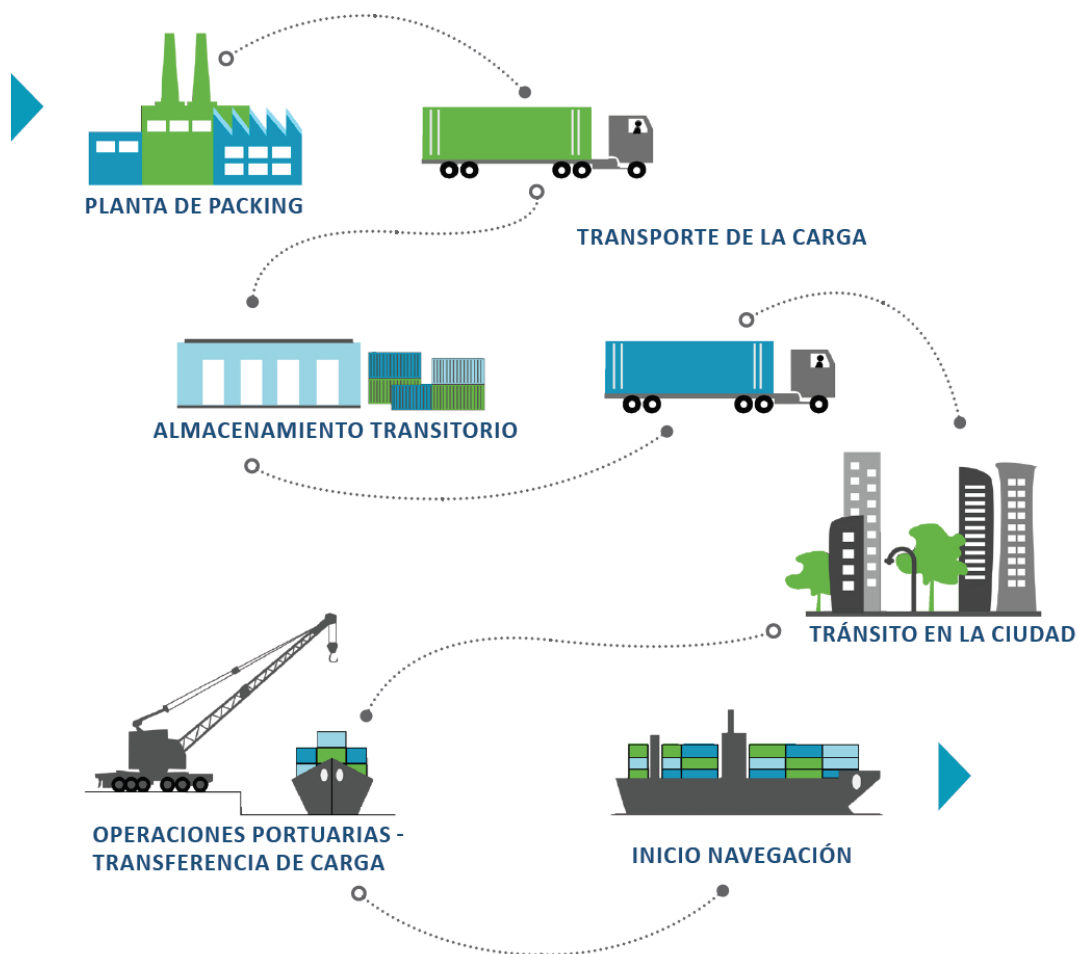 PLANTA DE PACKING
TRANSPORTE DE LA CARGA
ALMACENAMIENTO TRANSITORIO
TRÁNSITO EN LA CIUDAD
OPERACIONES PORTUARIAS -
TRANSFERENCIA DE CARGA
INICIO NAVEGACIÓN